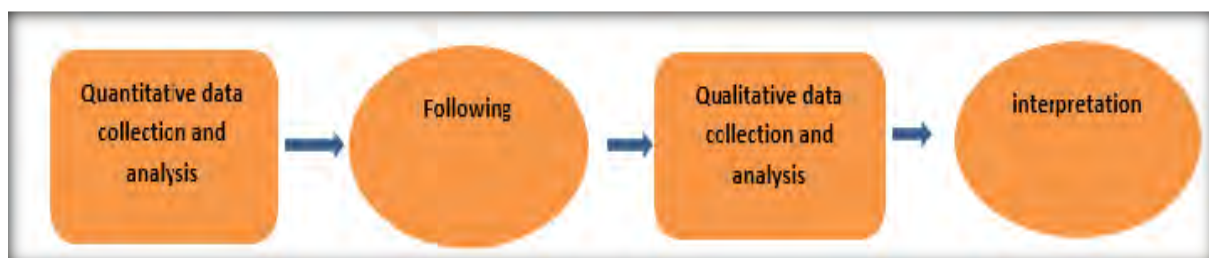 Quantitative data
collection and
analysis
Following
Qualitative data
collection and
analysis
interpretation